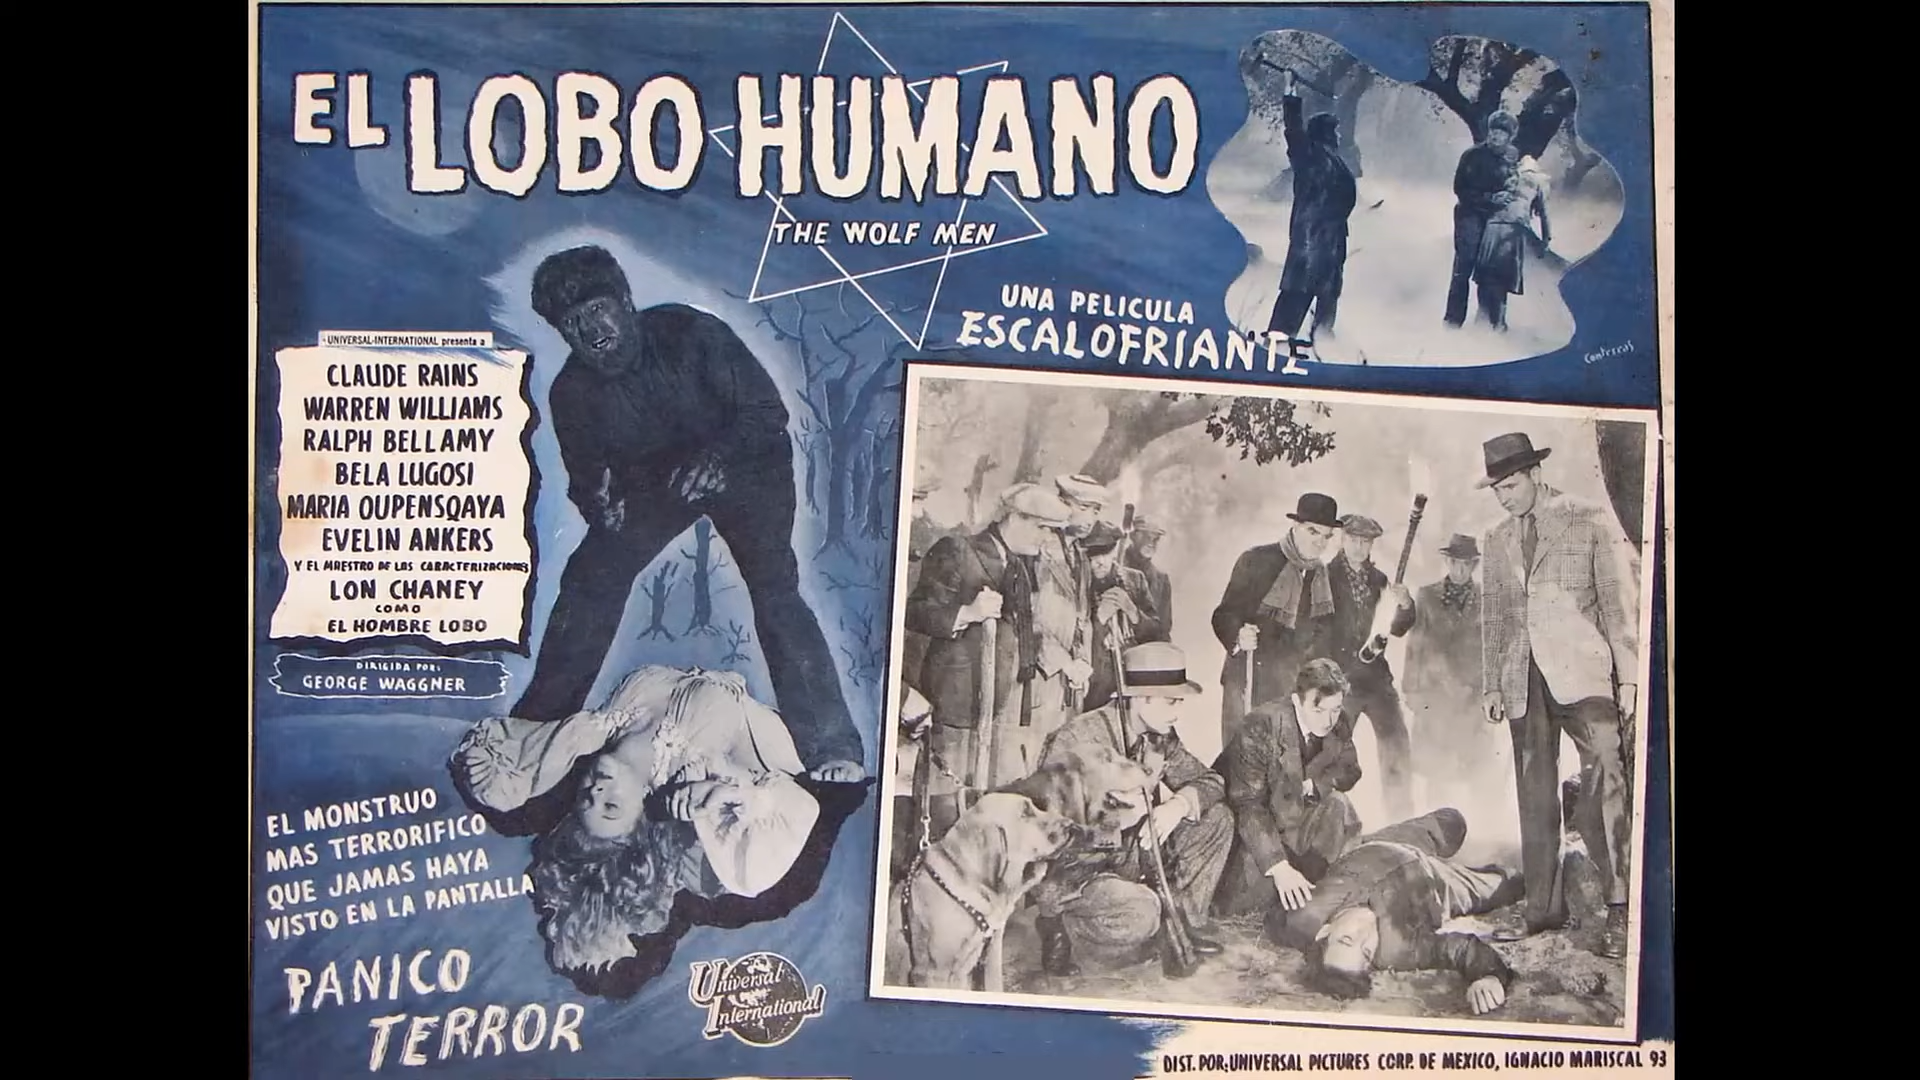 EL LOBO HUMANO
THE WOLF MEN
UNA PELICULA
ESCALOFRIANTE
Contreras
UNIVERSAL-INTERNATIONAL presenta a
CLAUDE RAINS
WARREN WILLIAMS
RALPH BELLAMY
BELA LUGOSI
MARIA OUPENSQAYA
EVELIN ANKERS
Y EL MAESTRO DE LAS CARACTERIZACIONES
LON CHANEY
COMO
EL HOMBRE LOBO
DIRIGIDA POR:
GEORGE WAGGNER
EL MONSTRUO
MAS TERRORIFICO
QUE JAMAS HAYA
VISTO EN LA PANTALLA
PANICO
TERROR
Universal
International
DIST. POR: UNIVERSAL PICTURES CORP. DE MEXICO, IGNACIO MARISCAL 93